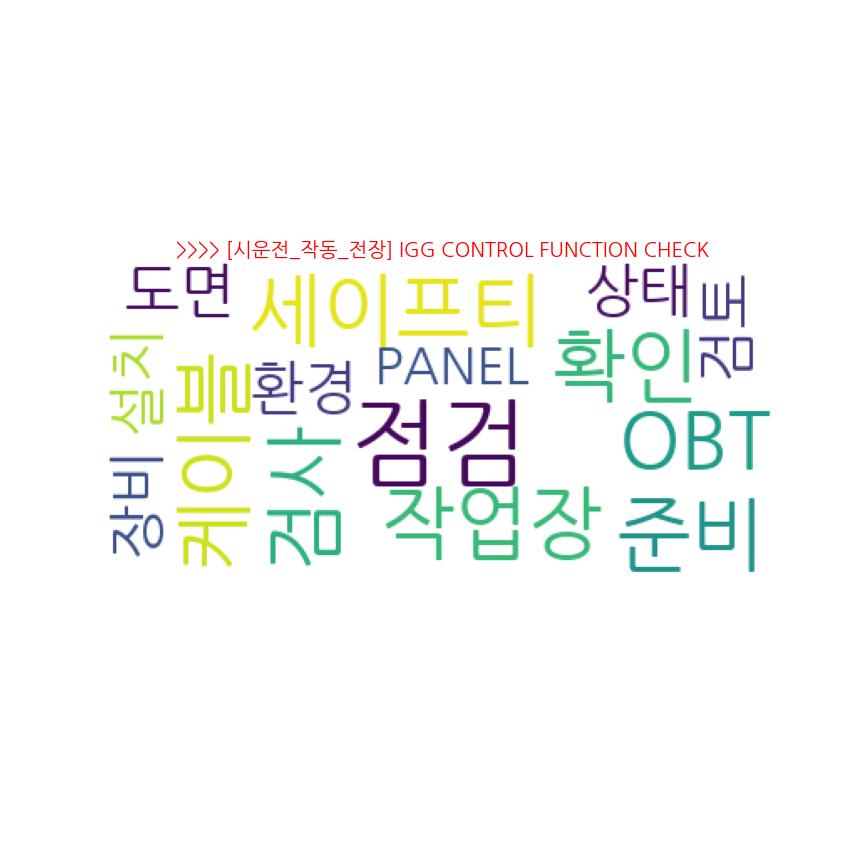 >>>> [시운전_작동_전장] IGG CONTROL FUNCTION CHECK
도면
세이프티
상태
검토
설치
케이블
환경
PANEL
확인
점검
OBT
장비
검사
작업장
준비